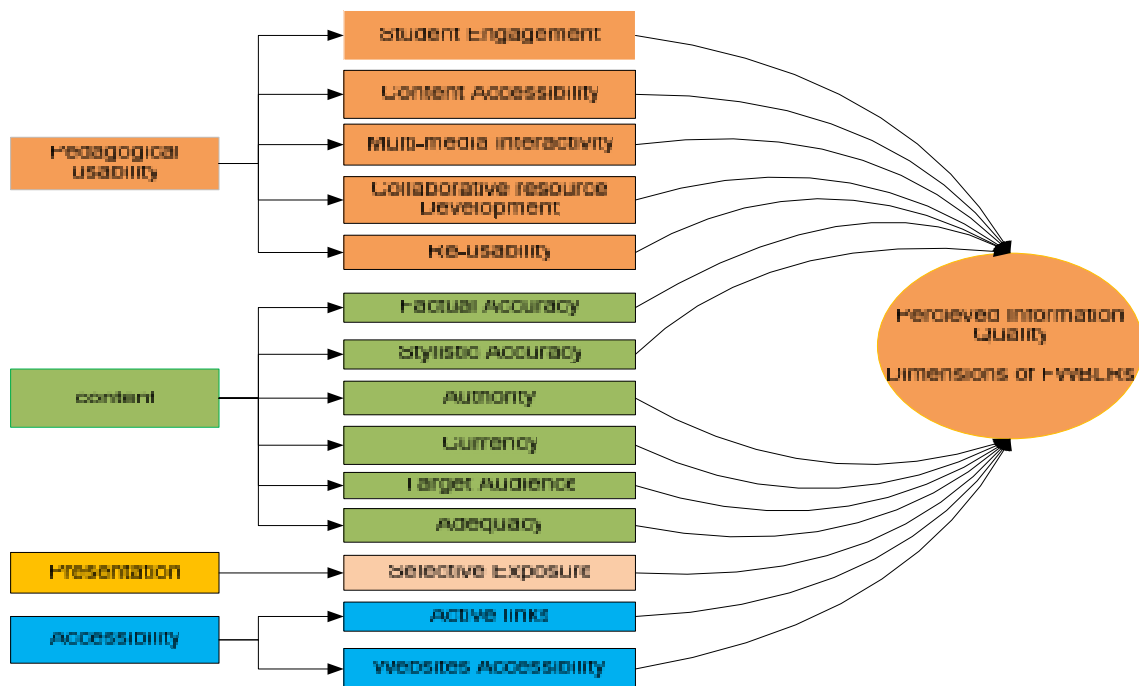 Student Engagement
Content Accessibility
Pedagogical
usability
Multi-media interactivity
Collaborative resource
Development
Re-usability
Factual Accuracy
Stylistic Accuracy
content
Authority
Currency
Target Audience
Adequacy
Presentation
Selective Exposure
Accessibility
Active links
Websites Accessibility
Percieved Information
Quality
Dimensions of FWBLRs